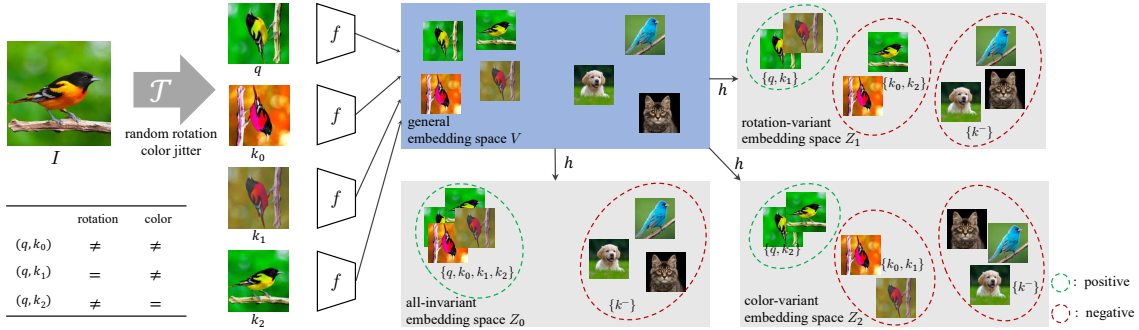 I
𝒯
random rotation
color jitter
q
k₀
k₁
k₂
f
f
f
f
rotation color
(q, k₀) ≠ ≠
(q, k₁) = ≠
(q, k₂) ≠ =
general
embedding space V
h
h
h
{q, k₁}
{k₀, k₂}
{k⁻}
rotation-variant
embedding space Z₁
{q, k₀, k₁, k₂}
{k⁻}
all-invariant
embedding space Z₀
{q, k₂}
{k₀, k₁}
{k⁻}
color-variant
embedding space Z₂
: positive
: negative